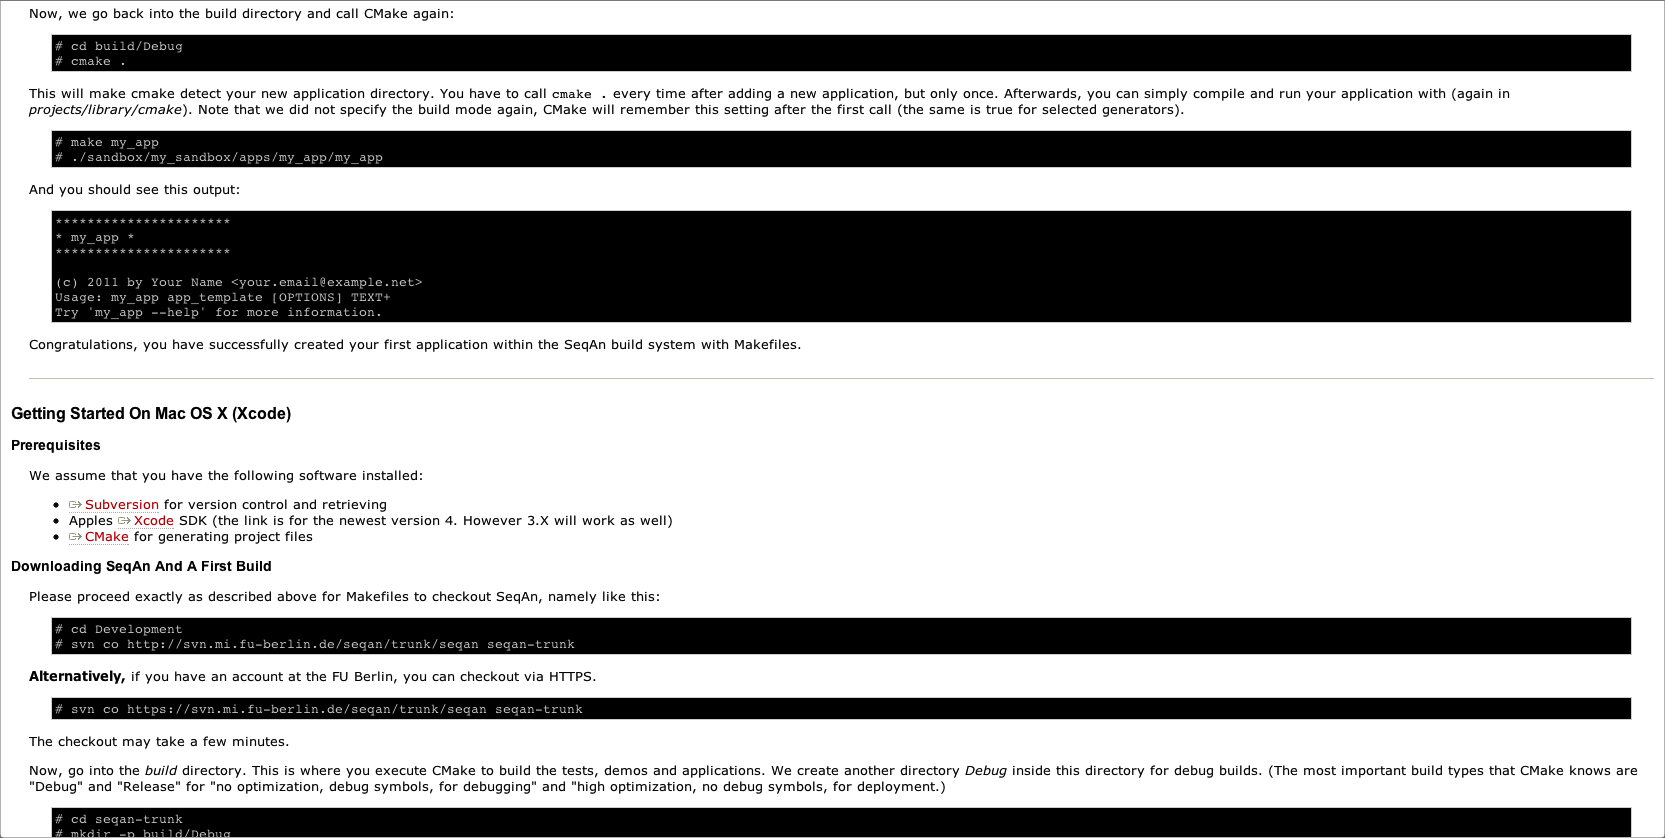 Now, we go back into the build directory and call CMake again:
# cd build/Debug
# cmake .
This will make cmake detect your new application directory. You have to call cmake . every time after adding a new application, but only once. Afterwards, you can simply compile and run your application with (again in
projects/library/cmake). Note that we did not specify the build mode again, CMake will remember this setting after the first call (the same is true for selected generators).
# make my_app
# ./sandbox/my_sandbox/apps/my_app/my_app
And you should see this output:
**********************
* my_app *
**********************
(c) 2011 by Your Name <your.email@example.net>
Usage: my_app app_template [OPTIONS] TEXT+
Try 'my_app --help' for more information.
Congratulations, you have successfully created your first application within the SeqAn build system with Makefiles.
Getting Started On Mac OS X (Xcode)
Prerequisites
We assume that you have the following software installed:
• Subversion for version control and retrieving
• Apples Xcode SDK (the link is for the newest version 4. However 3.X will work as well)
• CMake for generating project files
Downloading SeqAn And A First Build
Please proceed exactly as described above for Makefiles to checkout SeqAn, namely like this:
# cd Development
# svn co http://svn.mi.fu-berlin.de/seqan/trunk/seqan seqan-trunk
Alternatively, if you have an account at the FU Berlin, you can checkout via HTTPS.
# svn co https://svn.mi.fu-berlin.de/seqan/trunk/seqan seqan-trunk
The checkout may take a few minutes.
Now, go into the build directory. This is where you execute CMake to build the tests, demos and applications. We create another directory Debug inside this directory for debug builds. (The most important build types that CMake knows are
"Debug" and "Release" for "no optimization, debug symbols, for debugging" and "high optimization, no debug symbols, for deployment.)
# cd seqan-trunk
# mkdir -p build/Debug